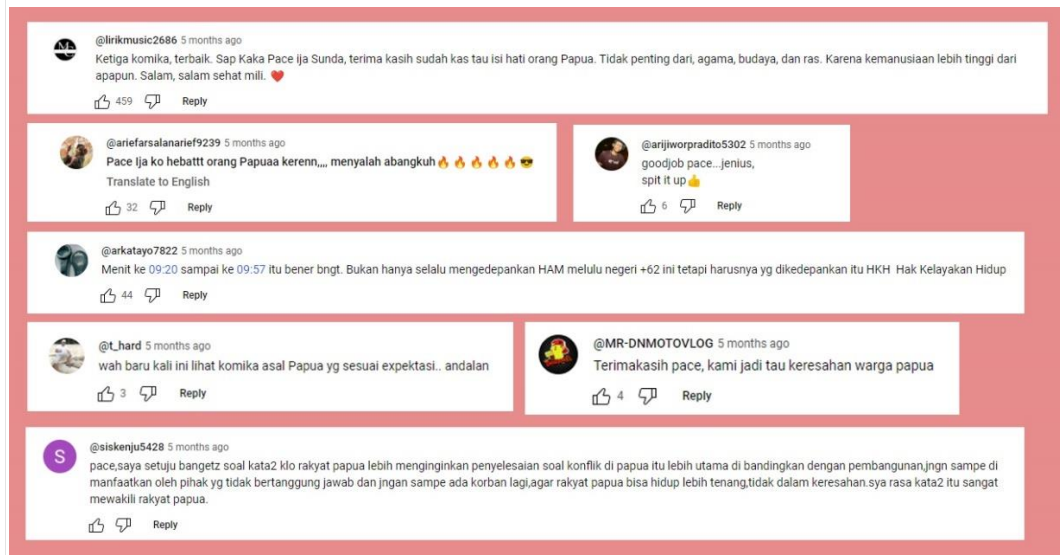 @lirikmusic2686 5 months ago
Ketiga komika, terbaik. Sap Kaka Pace ija Sunda, terima kasih sudah kas tau isi hati orang Papua. Tidak penting dari, agama, budaya, dan ras. Karena kemanusiaan lebih tinggi dari
apapun. Salam, salam sehat mili. ❤️
459 Reply
@ariefarsalanarief9239 5 months ago
Pace Ija ko hebattt orang Papuaa kerenn,,,, menyalah abangkuh🔥🔥🔥🔥🔥😎
Translate to English
32 Reply
@arijiworpradito5302 5 months ago
goodjob pace...jenius,
spit it up👍
6 Reply
@arkatayo7822 5 months ago
Menit ke 09:20 sampai ke 09:57 itu bener bngt. Bukan hanya selalu mengedepankan HAM melulu negeri +62 ini tetapi harusnya yg dikedepankan itu HKH Hak Kelayakan Hidup
44 Reply
@t_hard 5 months ago
wah baru kali ini lihat komika asal Papua yg sesuai expektasi.. andalan
3 Reply
@MR-DNMOTOVLOG 5 months ago
Terimakasih pace, kami jadi tau keresahan warga papua
4 Reply
S
@siskenju5428 5 months ago
pace,saya setuju bangetz soal kata2 klo rakyat papua lebih menginginkan penyelesaian soal konflik di papua itu lebih utama di bandingkan dengan pembangunan,jngn sampe di
manfaatkan oleh pihak yg tidak bertanggung jawab dan jngan sampe ada korban lagi,agar rakyat papua bisa hidup lebih tenang,tidak dalam keresahan.sya rasa kata2 itu sangat
mewakili rakyat papua.
Reply